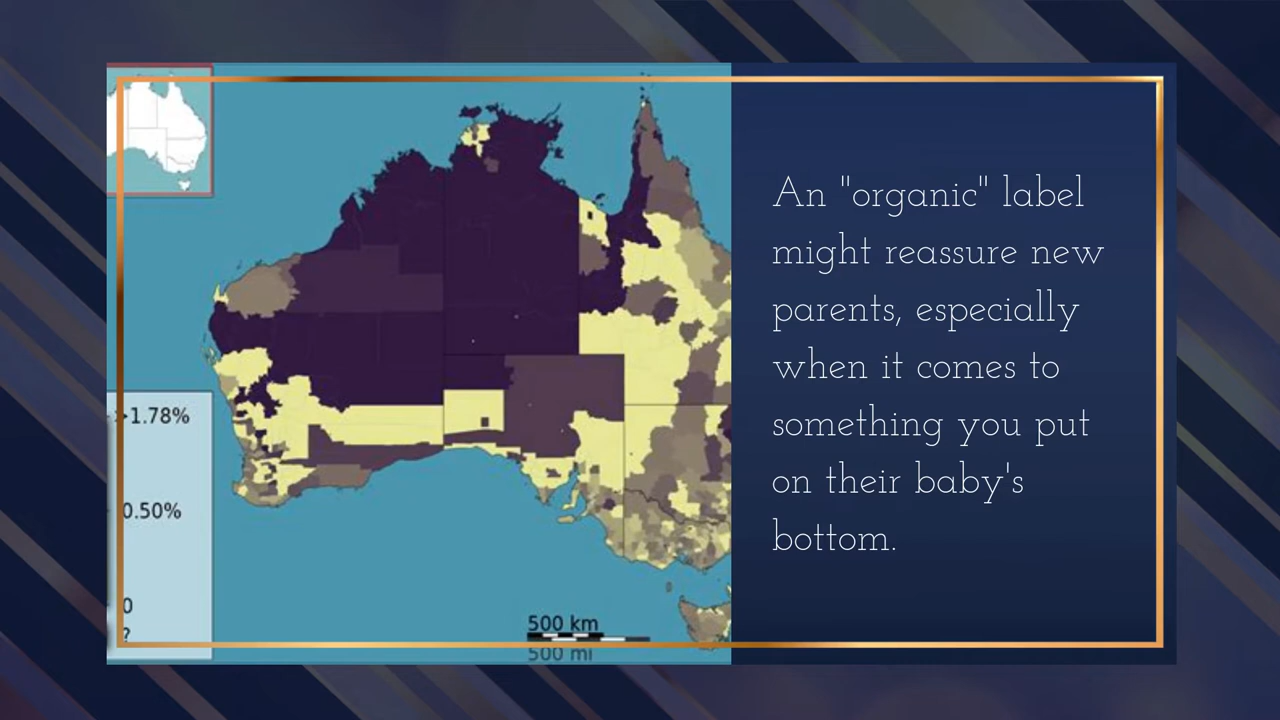 >1.78%
0.50%
0
?
500 km
500 mi
An "organic" label
might reassure new
parents, especially
when it comes to
something you put
on their baby's
bottom.